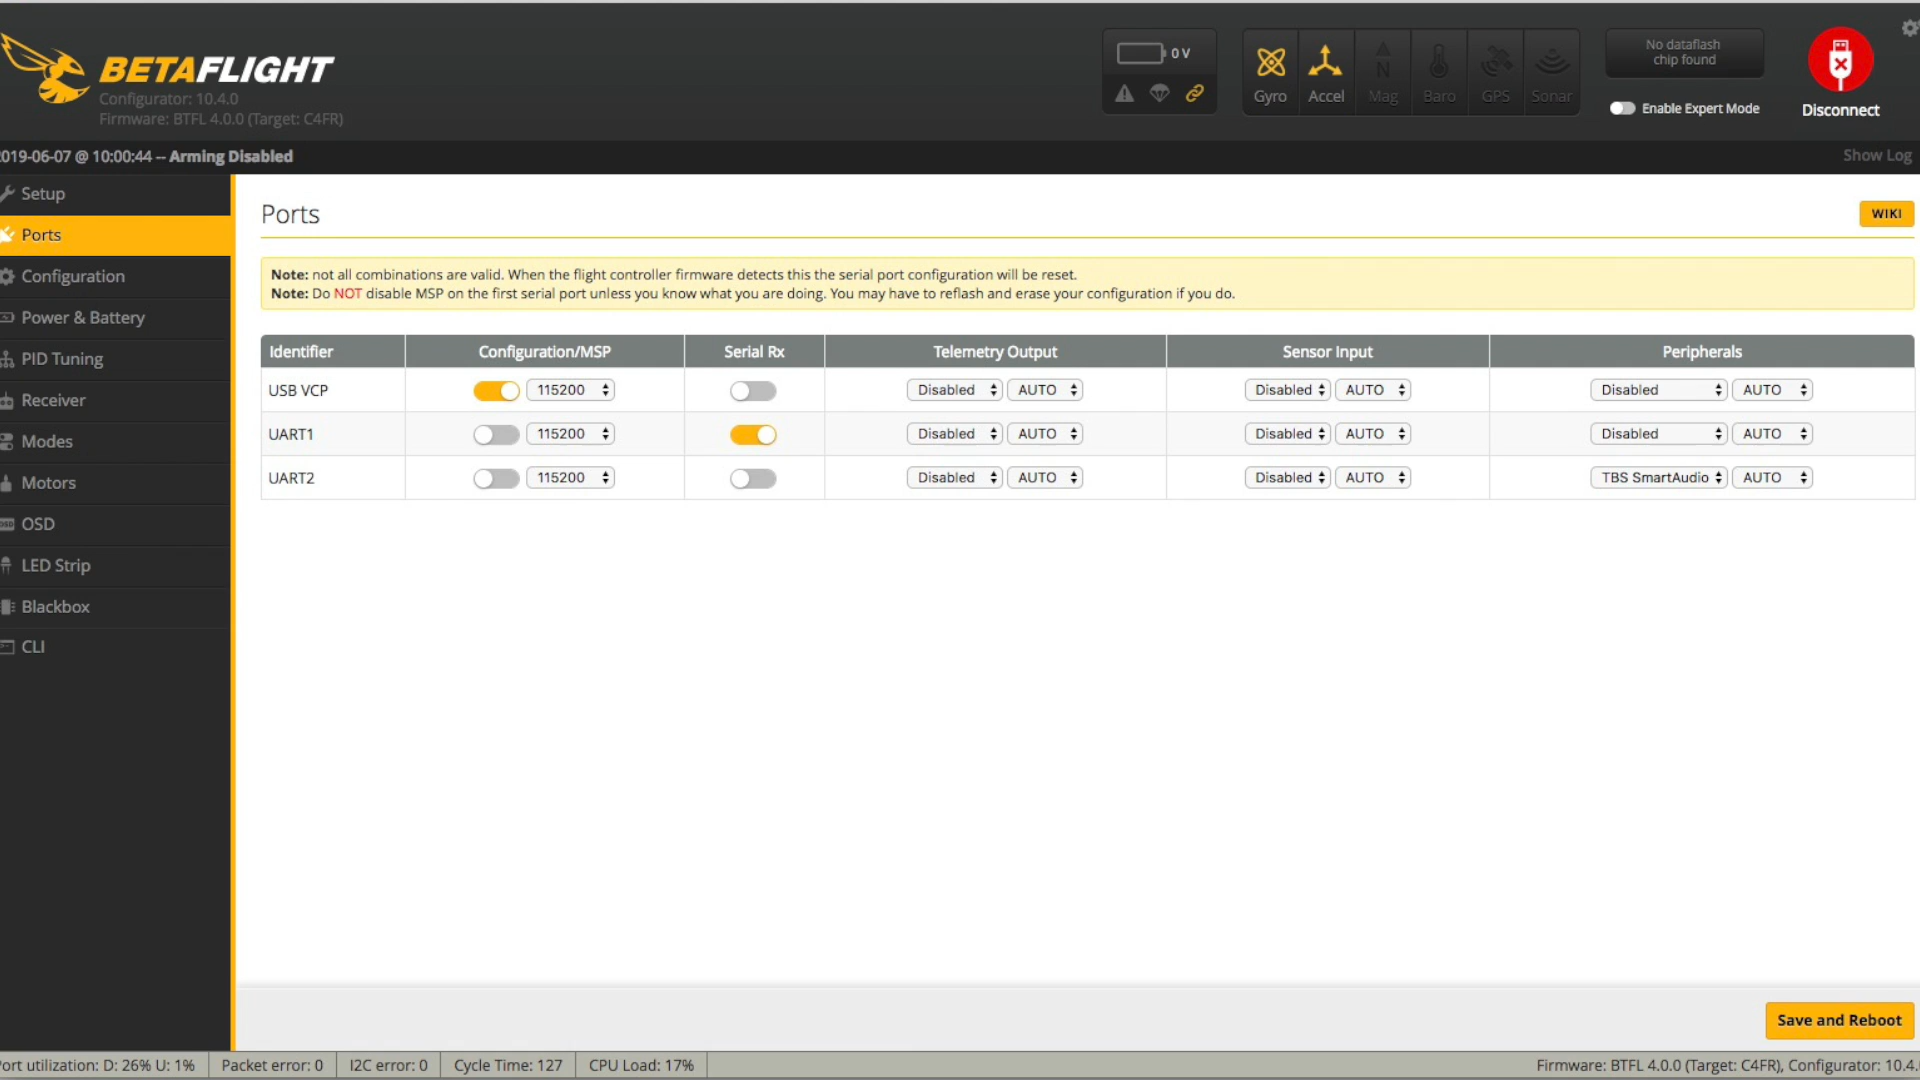 BETAFLIGHT
Configurator: 10.4.0
Firmware: BTFL 4.0.0 (Target: C4FR)
0 V
Gyro
Accel
Mag
Baro
GPS
Sonar
No dataflash
chip found
Enable Expert Mode
Disconnect
2019-06-07 @ 10:00:44 -- Arming Disabled
Show Log
Setup
Ports
Configuration
Power & Battery
PID Tuning
Receiver
Modes
Motors
OSD
LED Strip
Blackbox
CLI
Ports
WIKI
Note: not all combinations are valid. When the flight controller firmware detects this the serial port configuration will be reset.
Note: Do NOT disable MSP on the first serial port unless you know what you are doing. You may have to reflash and erase your configuration if you do.
Identifier Configuration/MSP Serial Rx Telemetry Output Sensor Input Peripherals
USB VCP 115200 Disabled AUTO Disabled AUTO Disabled AUTO
UART1 115200 Disabled AUTO Disabled AUTO Disabled AUTO
UART2 115200 Disabled AUTO Disabled AUTO TBS SmartAudio AUTO
Save and Reboot
Port utilization: D: 26% U: 1% Packet error: 0 I2C error: 0 Cycle Time: 127 CPU Load: 17% Firmware: BTFL 4.0.0 (Target: C4FR), Configurator: 10.4.